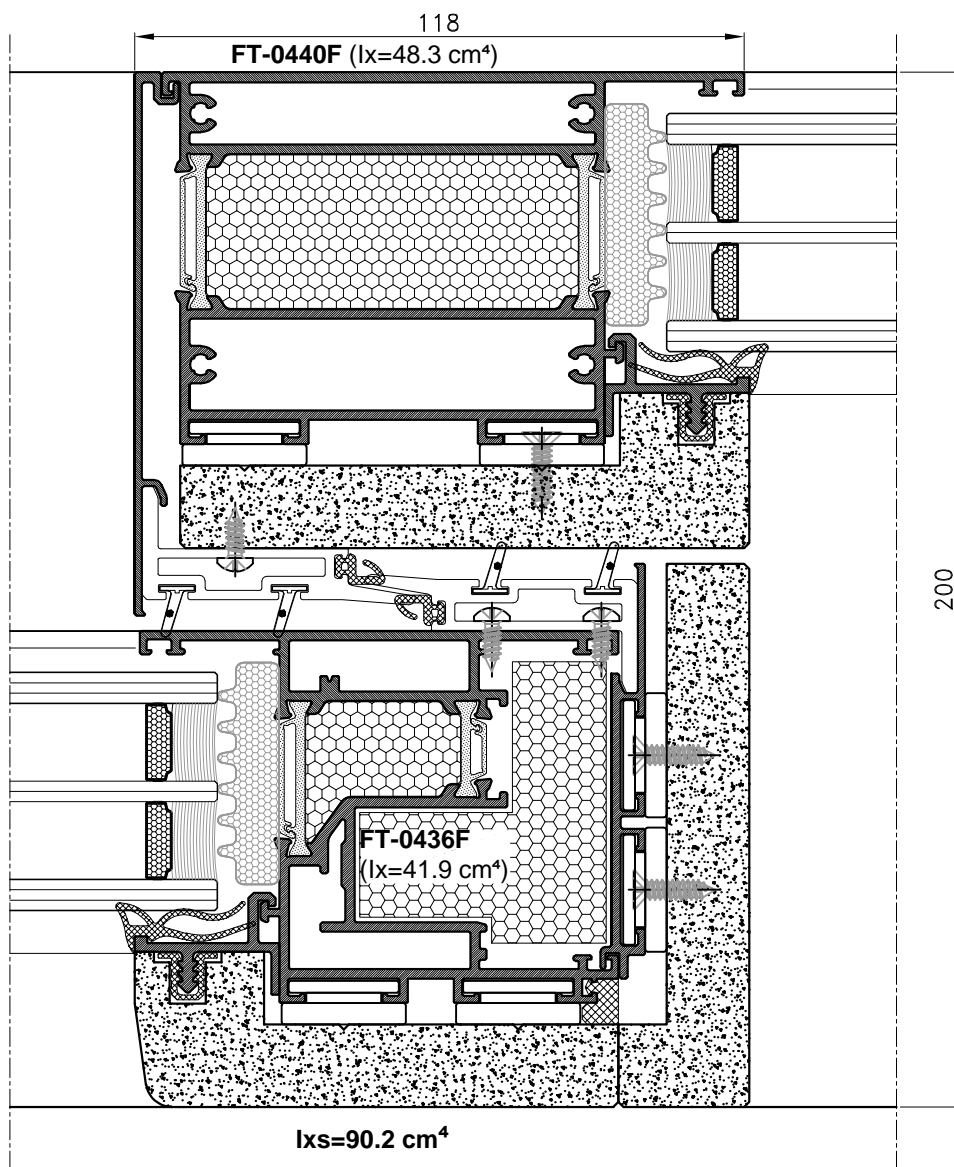 118
FT-0440F (Ix=48.3 cm⁴)
200
FT-0436F
(Ix=41.9 cm⁴)
Ixs=90.2 cm⁴